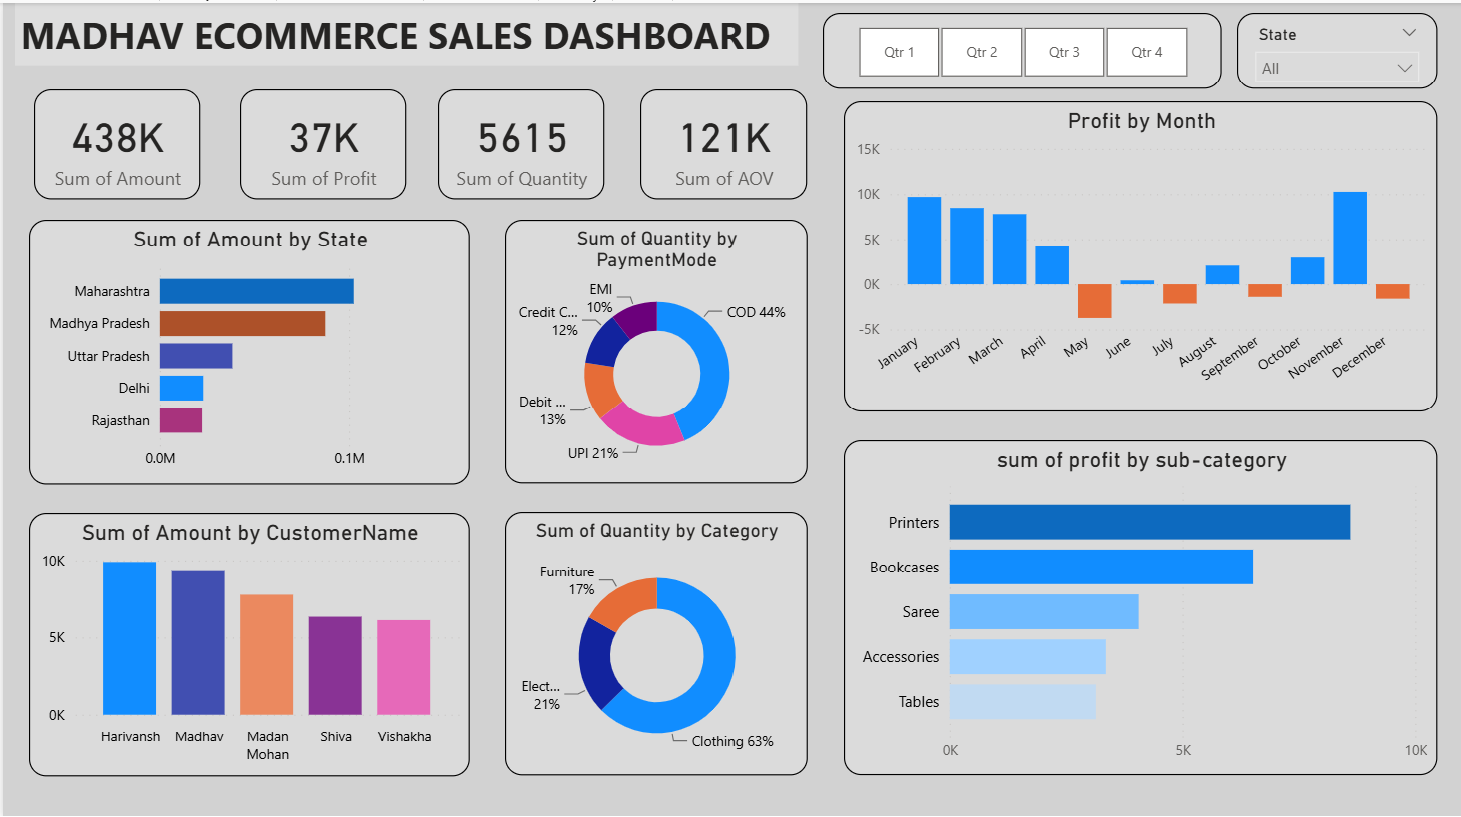 MADHAV ECOMMERCE SALES DASHBOARD
Qtr 1
Qtr 2
Qtr 3
Qtr 4
State
All
438K
Sum of Amount
37K
Sum of Profit
5615
Sum of Quantity
121K
Sum of AOV
Profit by Month
15K
10K
5K
0K
-5K
January
February
March
April
May
June
July
August
September
October
November
December
Sum of Amount by State
Maharashtra
Madhya Pradesh
Uttar Pradesh
Delhi
Rajasthan
0.0M
0.1M
Sum of Quantity by
PaymentMode
EMI
10%
Credit C...
12%
COD 44%
Debit ...
13%
UPI 21%
sum of profit by sub-category
Printers
Bookcases
Saree
Accessories
Tables
0K
5K
10K
Sum of Amount by CustomerName
10K
5K
0K
Harivansh
Madhav
Madan
Mohan
Shiva
Vishakha
Sum of Quantity by Category
Furniture
17%
Elect...
21%
Clothing 63%